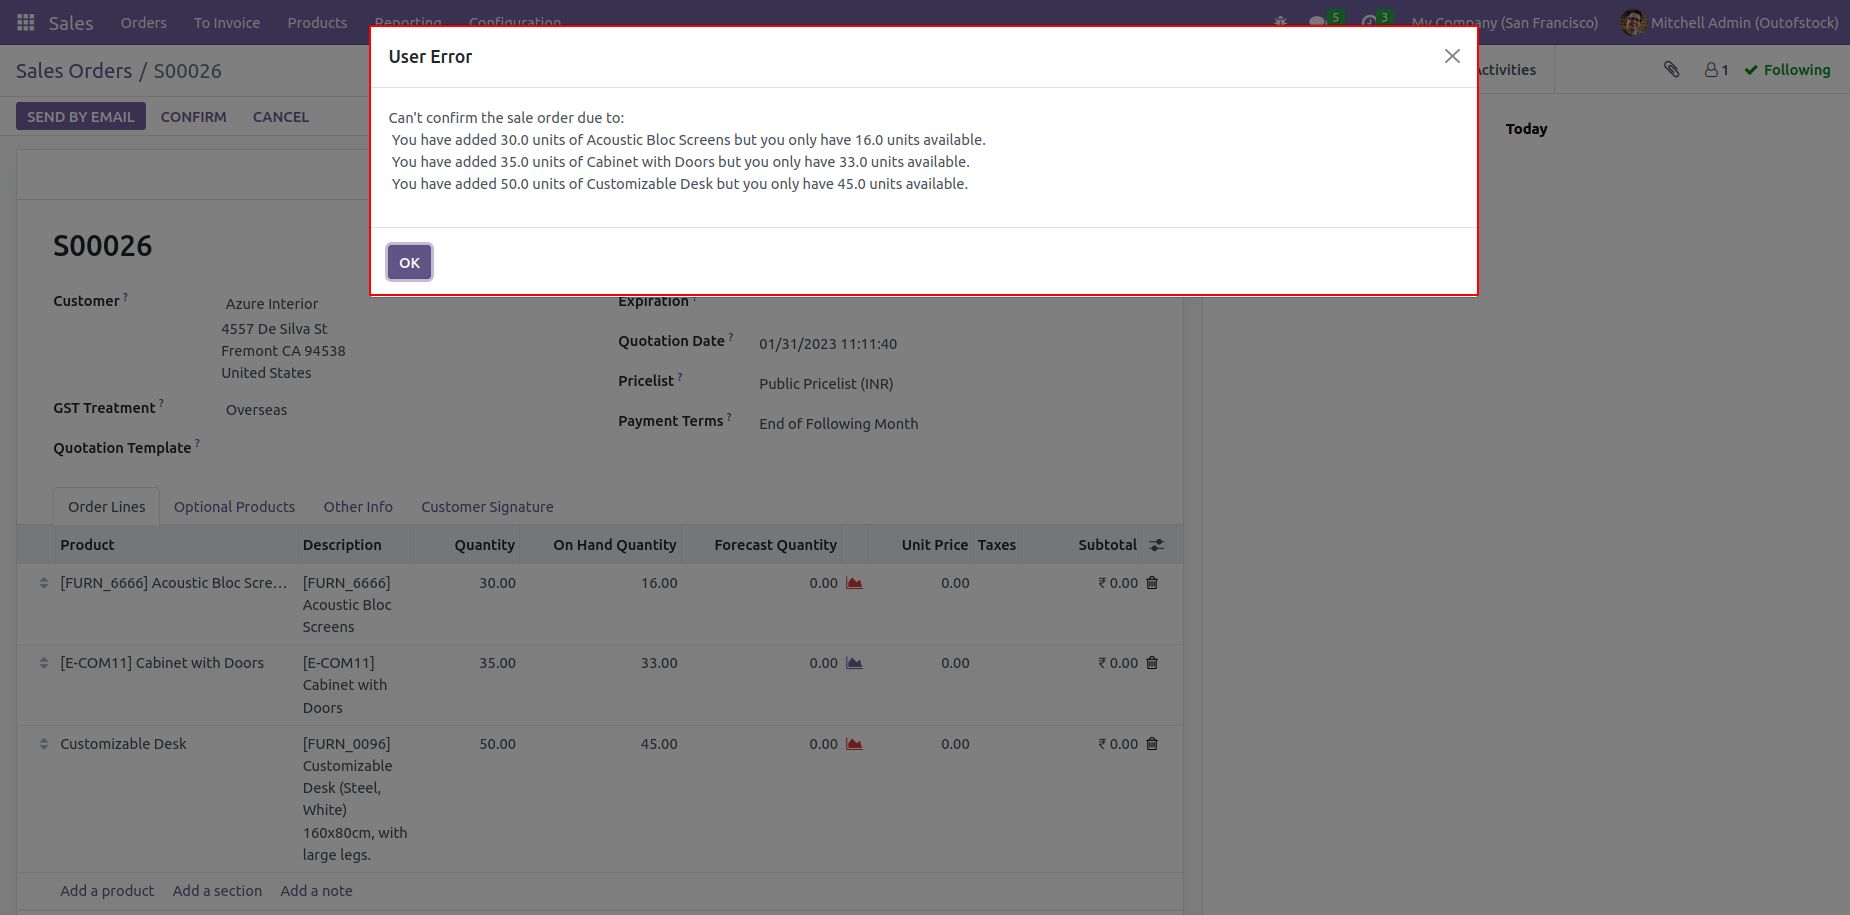 Sales Orders To Invoice Products Reporting Configuration 5 3 My Company (San Francisco) Mitchell Admin (Outofstock)
User Error
Sales Orders / S00026
Activities 1 Following
SEND BY EMAIL CONFIRM CANCEL
Can't confirm the sale order due to:
You have added 30.0 units of Acoustic Bloc Screens but you only have 16.0 units available.
You have added 35.0 units of Cabinet with Doors but you only have 33.0 units available.
You have added 50.0 units of Customizable Desk but you only have 45.0 units available.
OK
Today
S00026
Customer ? Azure Interior
4557 De Silva St
Fremont CA 94538
United States
GST Treatment ? Overseas
Quotation Template ?
Expiration ?
Quotation Date ? 01/31/2023 11:11:40
Pricelist ? Public Pricelist (INR)
Payment Terms ? End of Following Month
Order Lines Optional Products Other Info Customer Signature
Product Description Quantity On Hand Quantity Forecast Quantity Unit Price Taxes Subtotal
[FURN_6666] Acoustic Bloc Scre... [FURN_6666] 30.00 16.00 0.00 0.00 ₹ 0.00
Acoustic Bloc
Screens
[E-COM11] Cabinet with Doors [E-COM11] 35.00 33.00 0.00 0.00 ₹ 0.00
Cabinet with
Doors
Customizable Desk [FURN_0096] 50.00 45.00 0.00 0.00 ₹ 0.00
Customizable
Desk (Steel,
White)
160x80cm, with
large legs.
Add a product Add a section Add a note